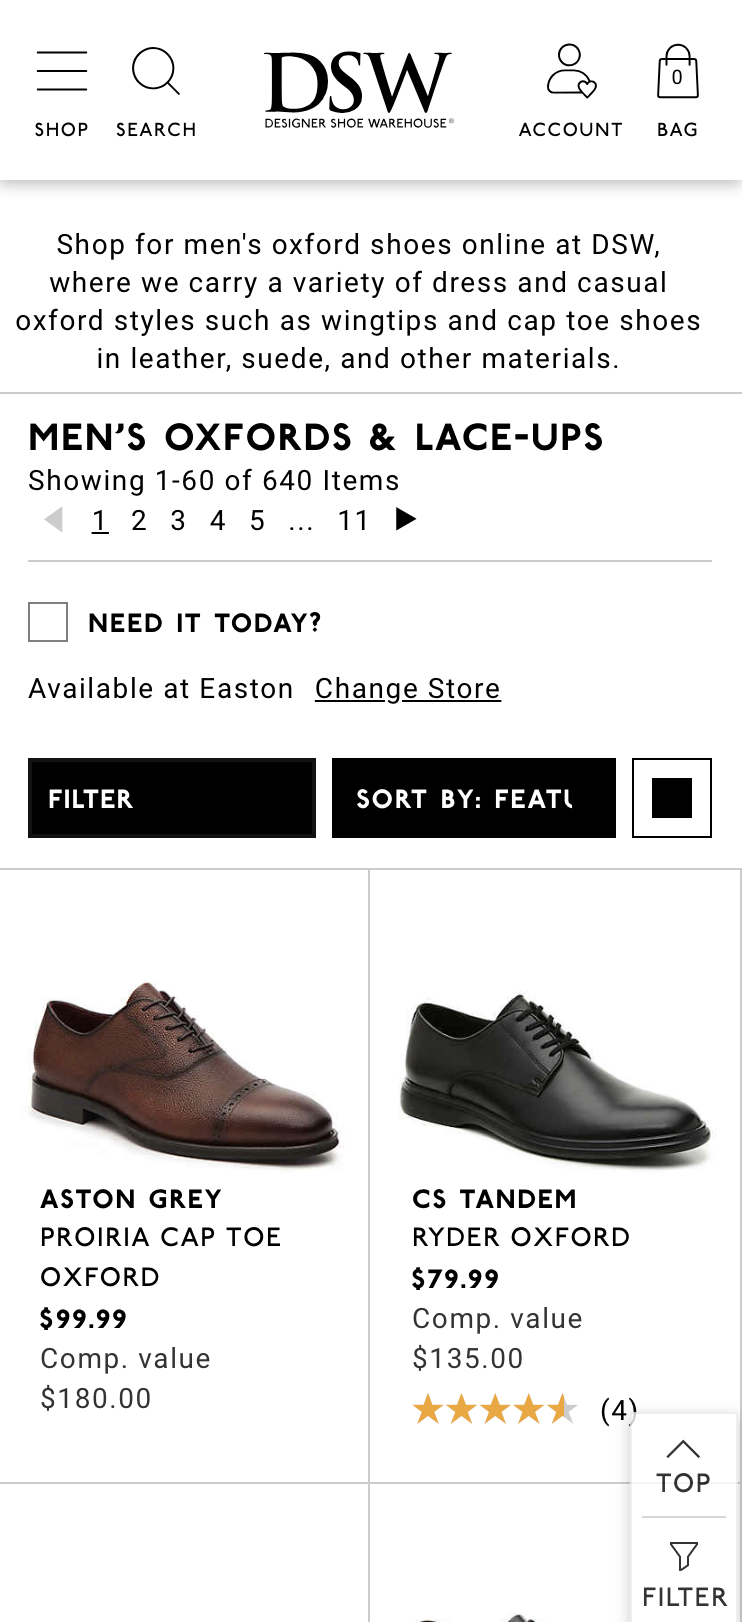 SHOP
SEARCH
DSW
DESIGNER SHOE WAREHOUSE®
ACCOUNT
0
BAG
Shop for men's oxford shoes online at DSW,
where we carry a variety of dress and casual
oxford styles such as wingtips and cap toe shoes
in leather, suede, and other materials.
MEN'S OXFORDS & LACE-UPS
Showing 1-60 of 640 Items
1 2 3 4 5 ... 11
NEED IT TODAY?
Available at Easton Change Store
FILTER
SORT BY: FEATU
ASTON GREY
PROIRIA CAP TOE
OXFORD
$99.99
Comp. value
$180.00
CS TANDEM
RYDER OXFORD
$79.99
Comp. value
$135.00
(4)
TOP
FILTER